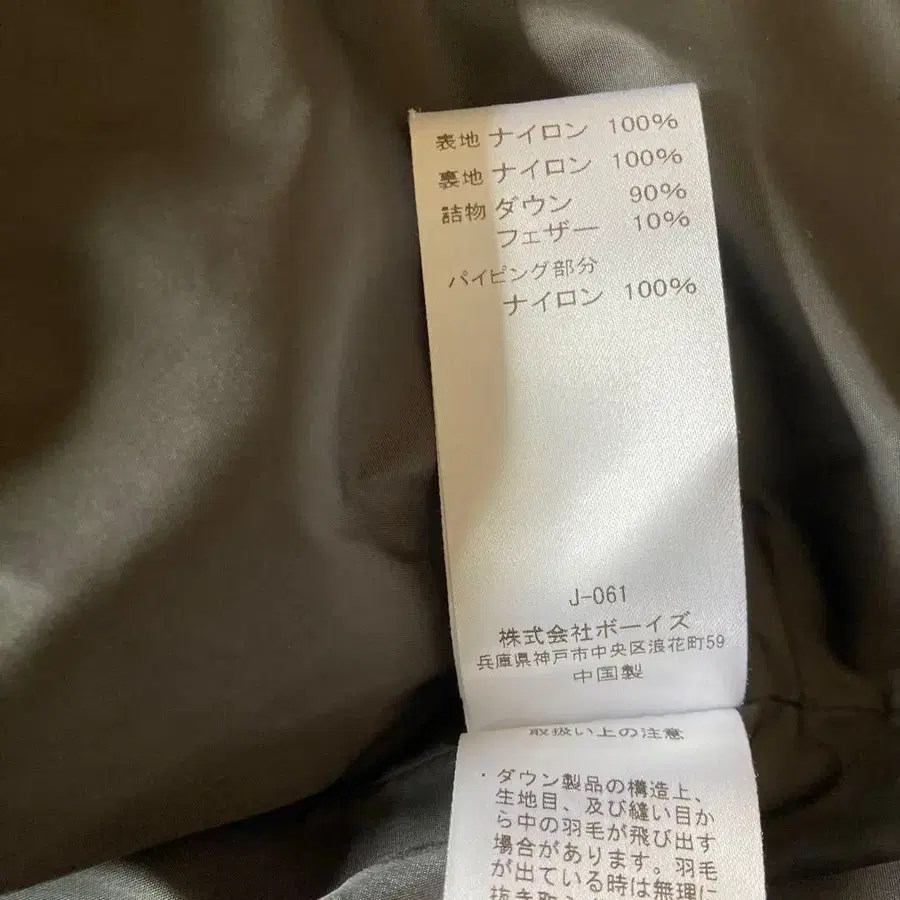 表地 ナイロン 100%
裏地 ナイロン 100%
詰物 ダウン 90%
フェザー 10%
パイピング部分
ナイロン 100%
J-061
株式会社ボーイズ
兵庫県神戸市中央区浪花町59
中国製
取扱い上の注意
・ダウン製品の構造上、
生地目、及び縫い目か
ら中の羽毛が飛び出す
場合があります。羽毛
が出ている時は無理に